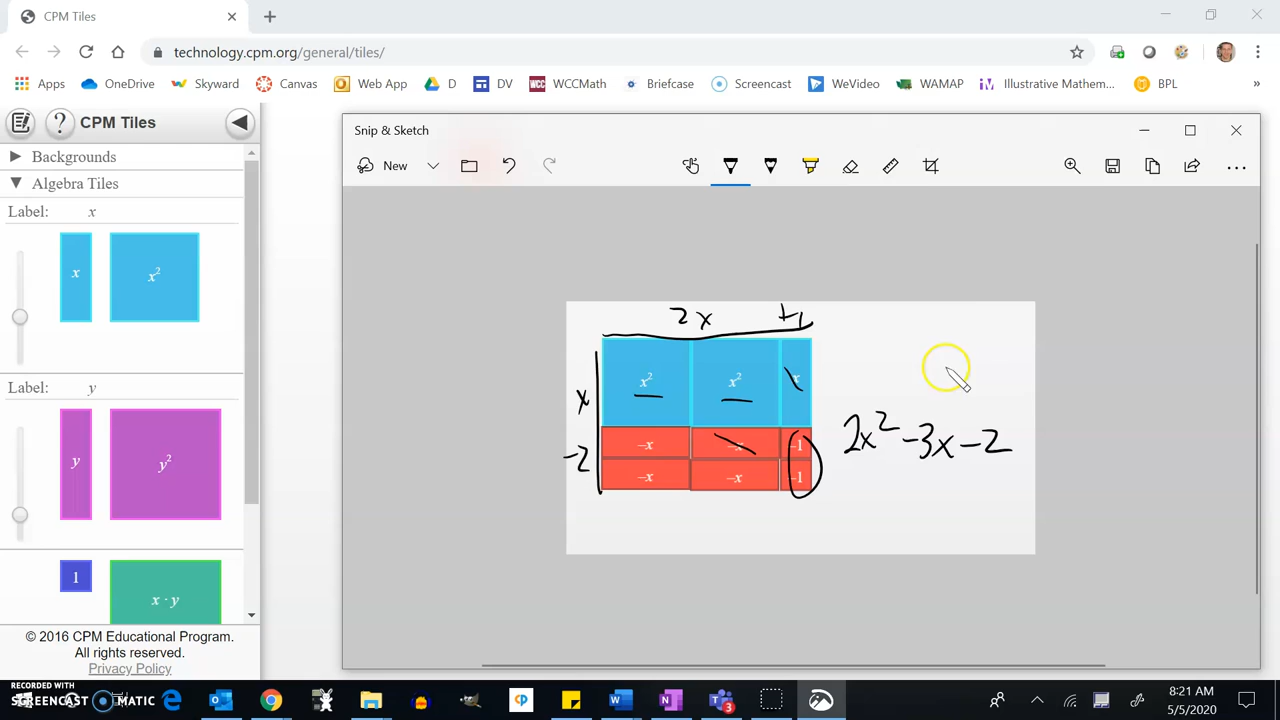 CPM Tiles
technology.cpm.org/general/tiles/
Apps OneDrive Skyward Canvas Web App D DV WCCMath Briefcase Screencast WeVideo WAMAP Illustrative Mathem... BPL »
CPM Tiles
Backgrounds
Algebra Tiles
Label: x
x x²
Label: y
y y²
1 x · y
© 2016 CPM Educational Program.
All rights reserved.
Privacy Policy
Snip & Sketch
New
2x +1
x x² x² x
-2 –x –x –1
–x –x –1
2x² -3x -2
RECORDED WITH
SCREENCAST MATIC
3
8:21 AM
5/5/2020